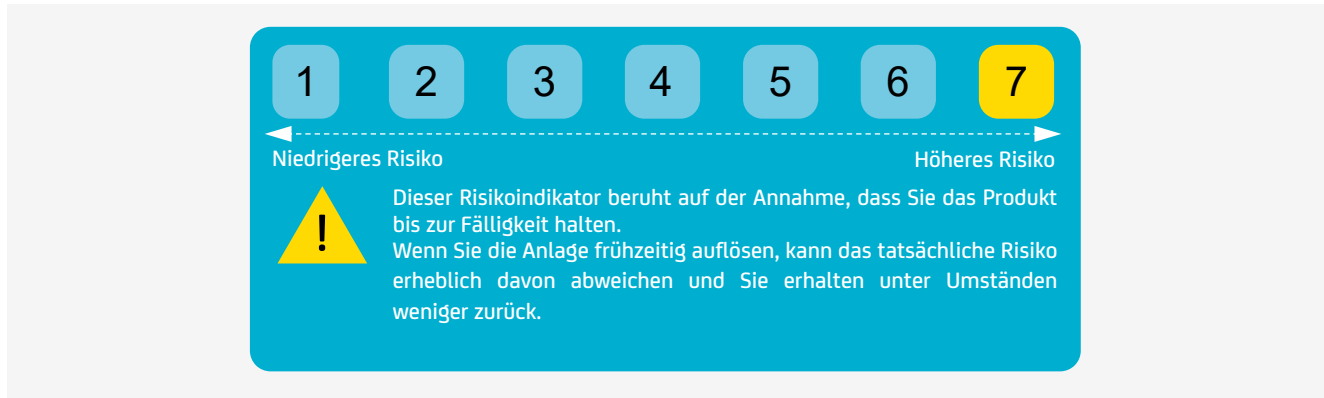 1 2 3 4 5 6 7
Niedrigeres Risiko Höheres Risiko
!
Dieser Risikoindikator beruht auf der Annahme, dass Sie das Produkt
bis zur Fälligkeit halten.
Wenn Sie die Anlage frühzeitig auflösen, kann das tatsächliche Risiko
erheblich davon abweichen und Sie erhalten unter Umständen
weniger zurück.